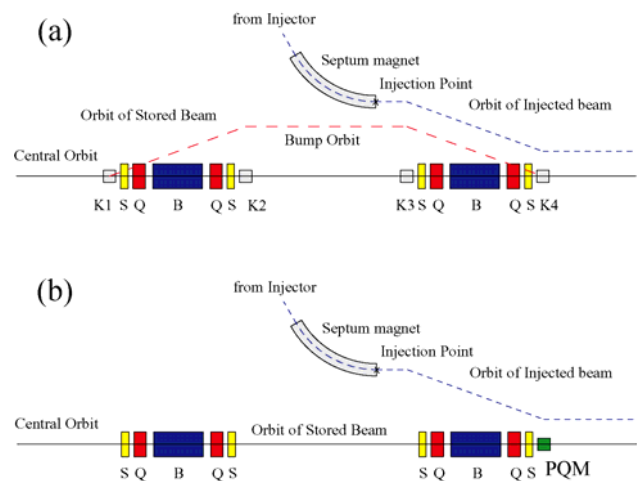 (a)
from Injector
Septum magnet
Injection Point
Orbit of Stored Beam
Orbit of Injected beam
Bump Orbit
Central Orbit
K1 S Q B Q S K2 K3 S Q B Q S K4
(b)
from Injector
Septum magnet
Injection Point
Orbit of Injected beam
Central Orbit
Orbit of Stored Beam
S Q B Q S S Q B Q S PQM